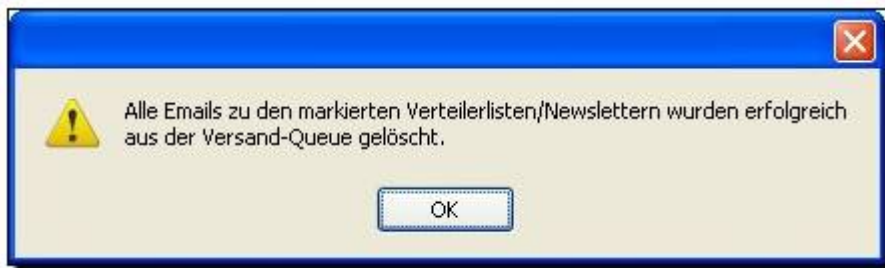 Alle Emails zu den markierten Verteilerlisten/Newslettern wurden erfolgreich
aus der Versand-Queue gelöscht.
OK